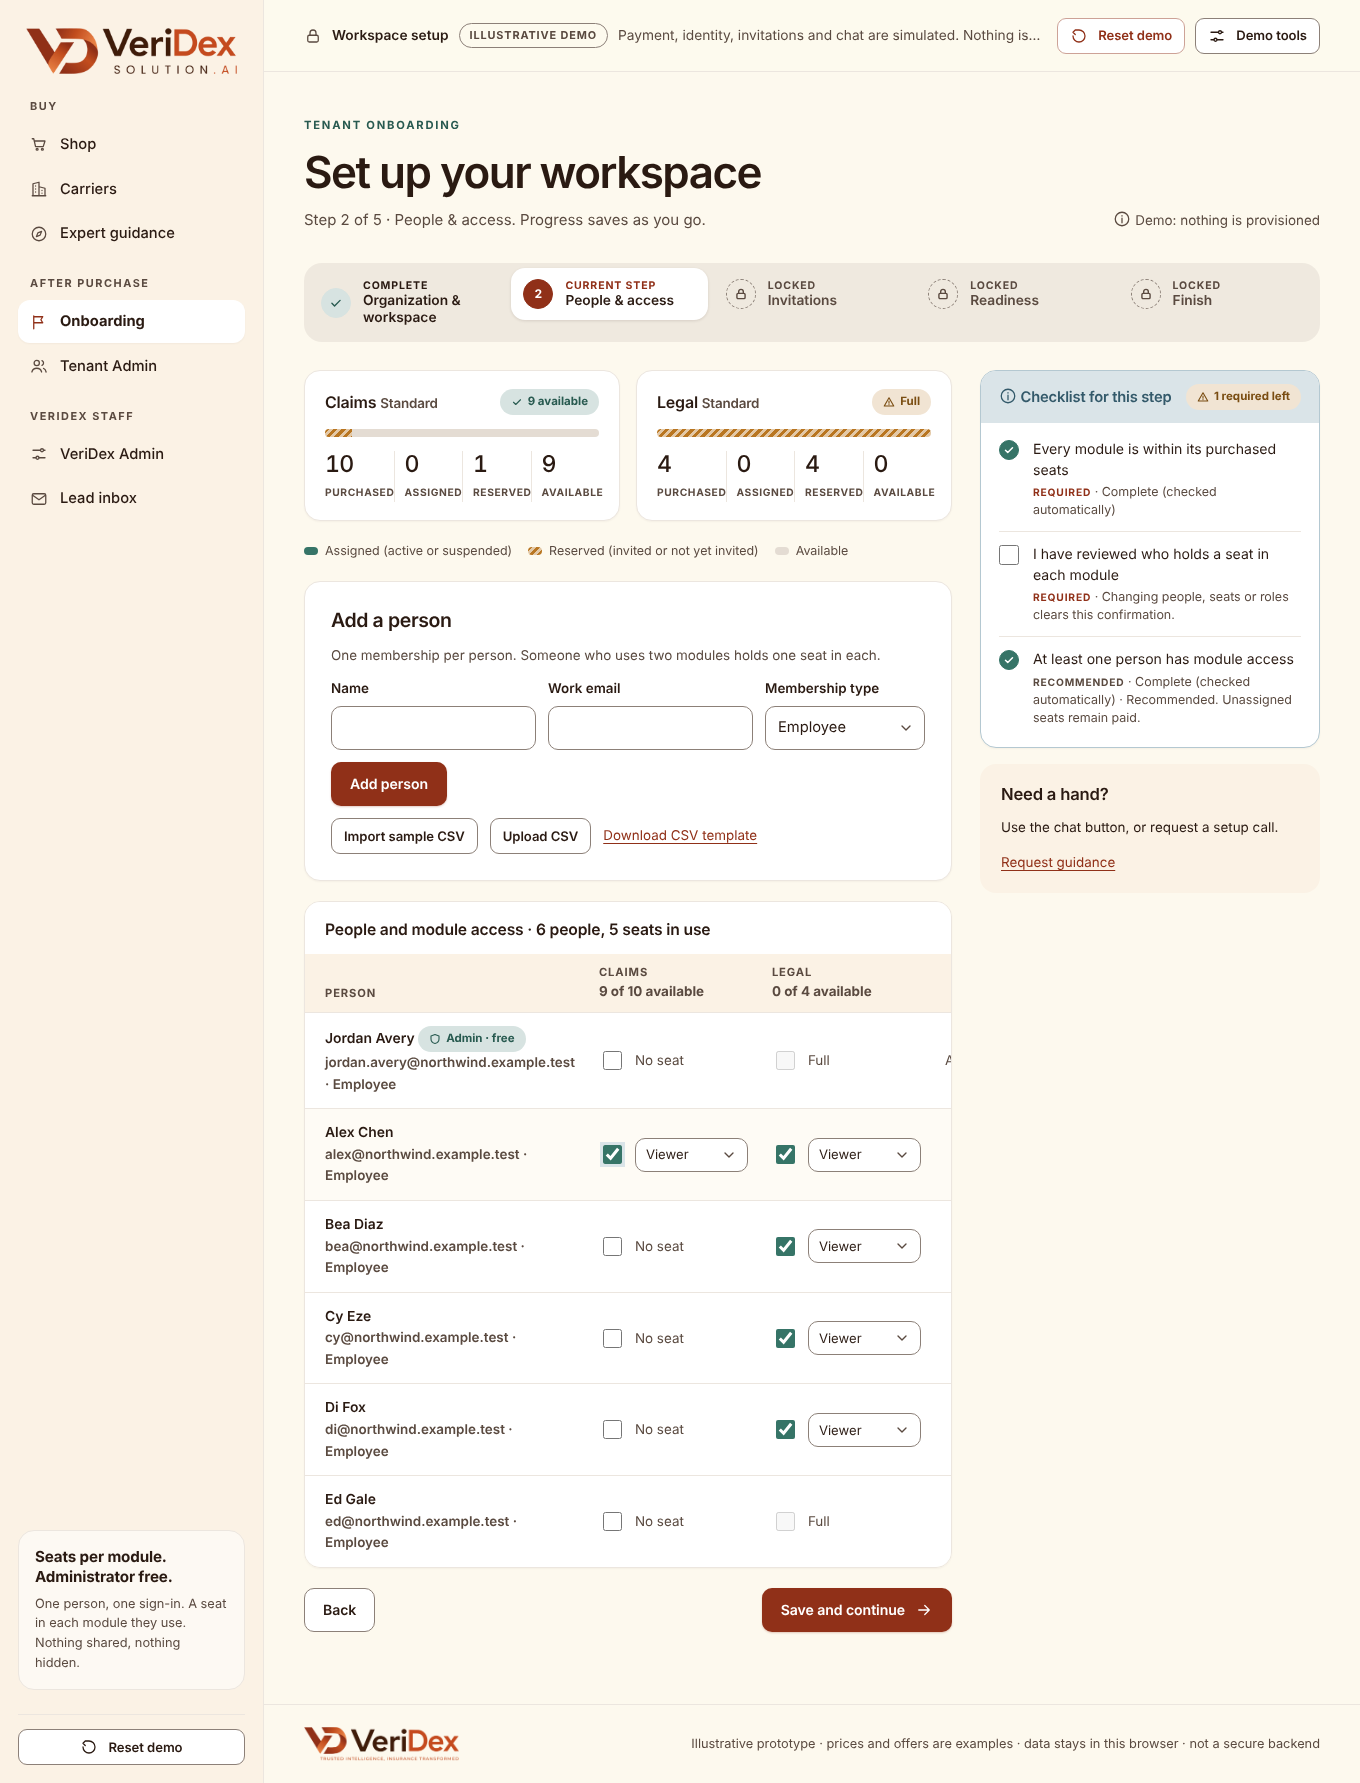 VeriDex
SOLUTION.AI
BUY
Shop
Carriers
Expert guidance
AFTER PURCHASE
Onboarding
Tenant Admin
VERIDEX STAFF
VeriDex Admin
Lead inbox
Seats per module.
Administrator free.
One person, one sign-in. A seat
in each module they use.
Nothing shared, nothing
hidden.
Reset demo
Workspace setup ILLUSTRATIVE DEMO Payment, identity, invitations and chat are simulated. Nothing is... Reset demo Demo tools
TENANT ONBOARDING
Set up your workspace
Step 2 of 5 · People & access. Progress saves as you go.
Demo: nothing is provisioned
COMPLETE
Organization &
workspace
2
CURRENT STEP
People & access
LOCKED
Invitations
LOCKED
Readiness
LOCKED
Finish
Claims Standard 9 available
10 0 1 9
PURCHASED ASSIGNED RESERVED AVAILABLE
Legal Standard Full
4 0 4 0
PURCHASED ASSIGNED RESERVED AVAILABLE
Assigned (active or suspended) Reserved (invited or not yet invited) Available
Add a person
One membership per person. Someone who uses two modules holds one seat in each.
Name Work email Membership type
Employee
Add person
Import sample CSV Upload CSV Download CSV template
People and module access · 6 people, 5 seats in use
PERSON
CLAIMS
9 of 10 available
LEGAL
0 of 4 available
Jordan Avery Admin · free
jordan.avery@northwind.example.test
· Employee
No seat Full
Alex Chen
alex@northwind.example.test ·
Employee
Viewer Viewer
Bea Diaz
bea@northwind.example.test ·
Employee
No seat Viewer
Cy Eze
cy@northwind.example.test ·
Employee
No seat Viewer
Di Fox
di@northwind.example.test ·
Employee
No seat Viewer
Ed Gale
ed@northwind.example.test ·
Employee
No seat Full
Back Save and continue
Checklist for this step 1 required left
Every module is within its purchased
seats
REQUIRED · Complete (checked
automatically)
I have reviewed who holds a seat in
each module
REQUIRED · Changing people, seats or roles
clears this confirmation.
At least one person has module access
RECOMMENDED · Complete (checked
automatically) · Recommended. Unassigned
seats remain paid.
Need a hand?
Use the chat button, or request a setup call.
Request guidance
VeriDex
TRUSTED INTELLIGENCE, INSURANCE TRANSFORMED
Illustrative prototype · prices and offers are examples · data stays in this browser · not a secure backend